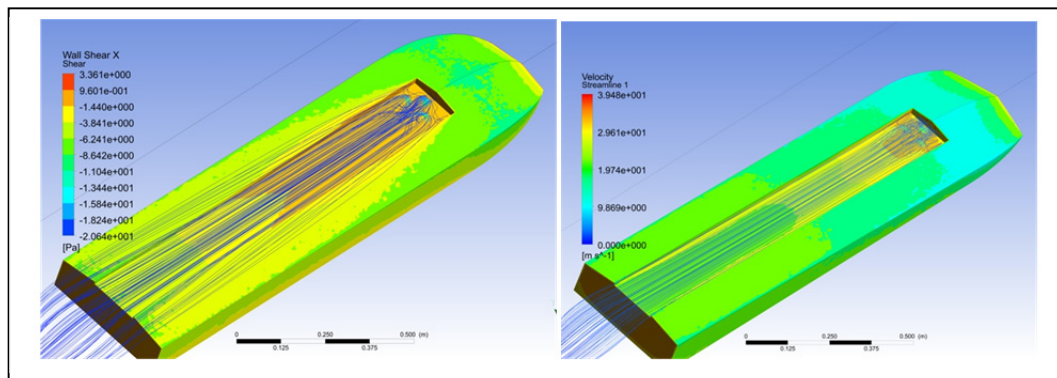 Wall Shear X
Shear
3.361e+000
9.601e-001
-1.440e+000
-3.841e+000
-6.241e+000
-8.642e+000
-1.104e+001
-1.344e+001
-1.584e+001
-1.824e+001
-2.064e+001
[Pa]
0 0.250 0.500 (m)
0.125 0.375
Velocity
Streamline 1
3.948e+001
2.961e+001
1.974e+001
9.869e+000
0.000e+000
[m s^-1]
0 0.250 0.500 (m)
0.125 0.375